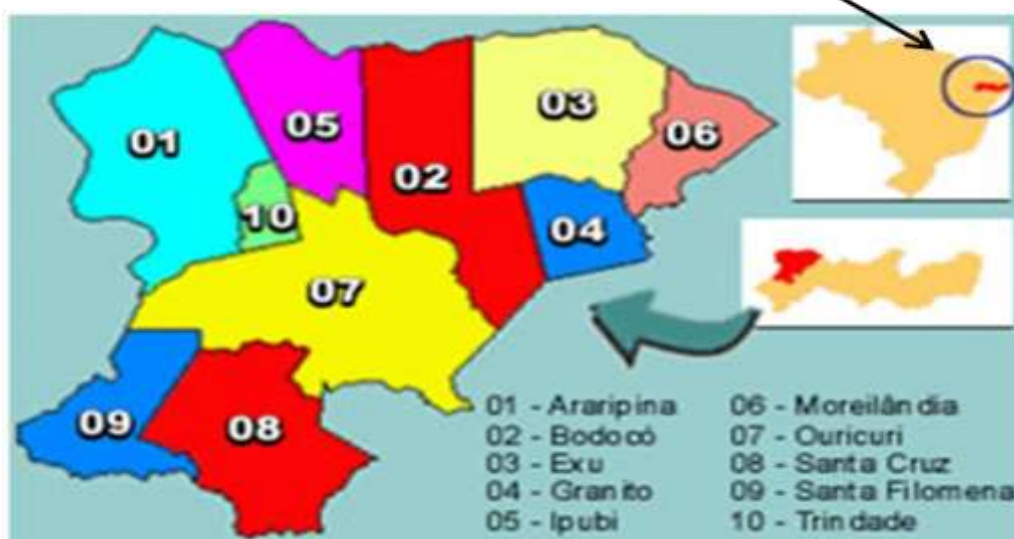 01
05
03
06
02
10
04
07
09
08
01 - Araripina
02 - Bodocó
03 - Exu
04 - Granito
05 - Ipubi
06 - Moreilândia
07 - Ouricuri
08 - Santa Cruz
09 - Santa Filomena
10 - Trindade